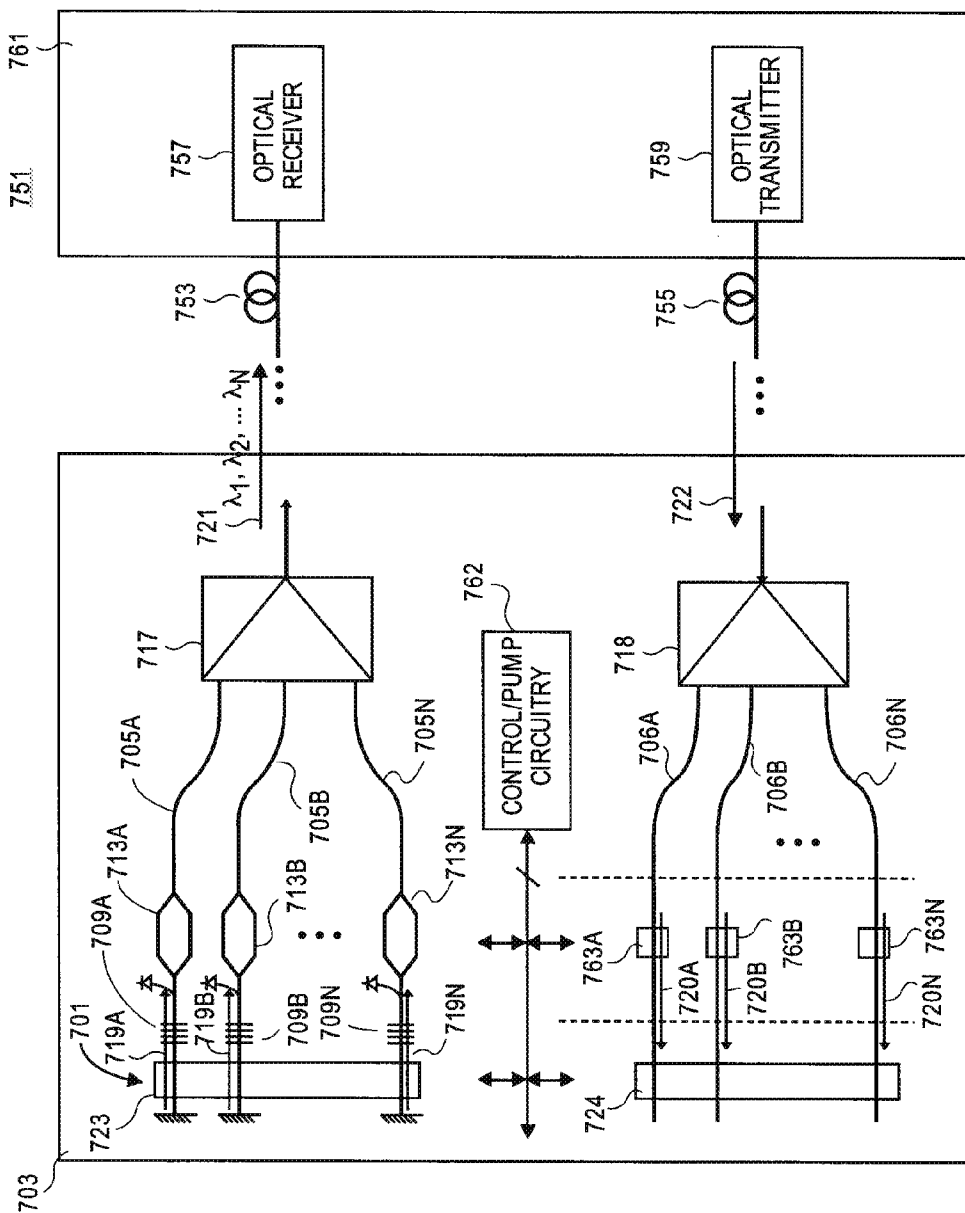 751
761
757
OPTICAL
RECEIVER
759
OPTICAL
TRANSMITTER
753
755
721
λ1, λ2, ... λN
722
717
762
CONTROL/PUMP
CIRCUITRY
718
705A
705B
705N
706A
706B
706N
713A
713B
713N
709A
709B
709N
763A
763B
763N
701
719A
719B
719N
720A
720B
720N
723
724
703